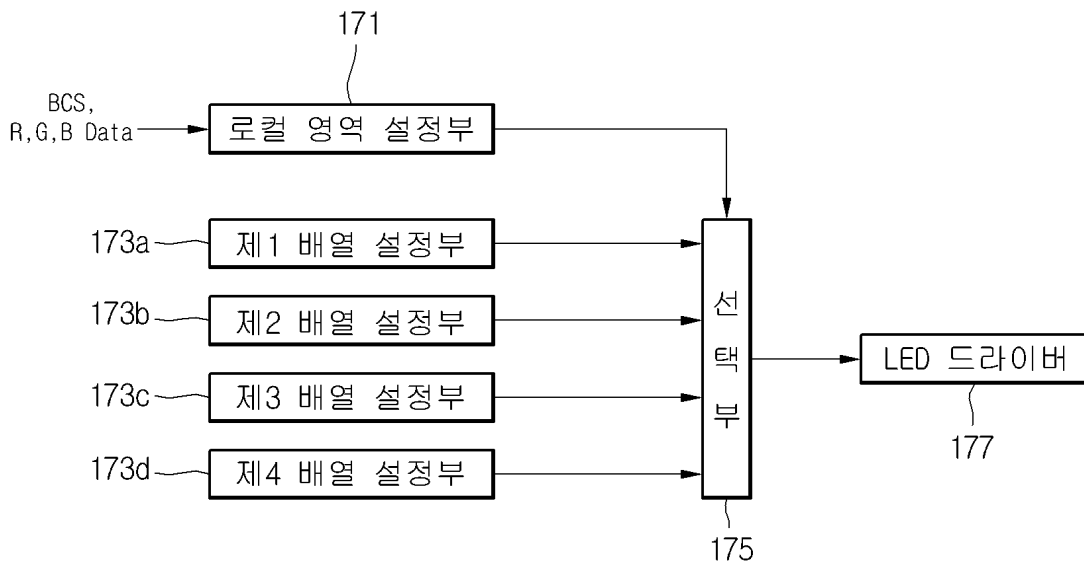 171
BCS,
R,G,B Data
로컬 영역 설정부
173a
제1 배열 설정부
173b
제2 배열 설정부
173c
제3 배열 설정부
173d
제4 배열 설정부
선택부
175
LED 드라이버
177